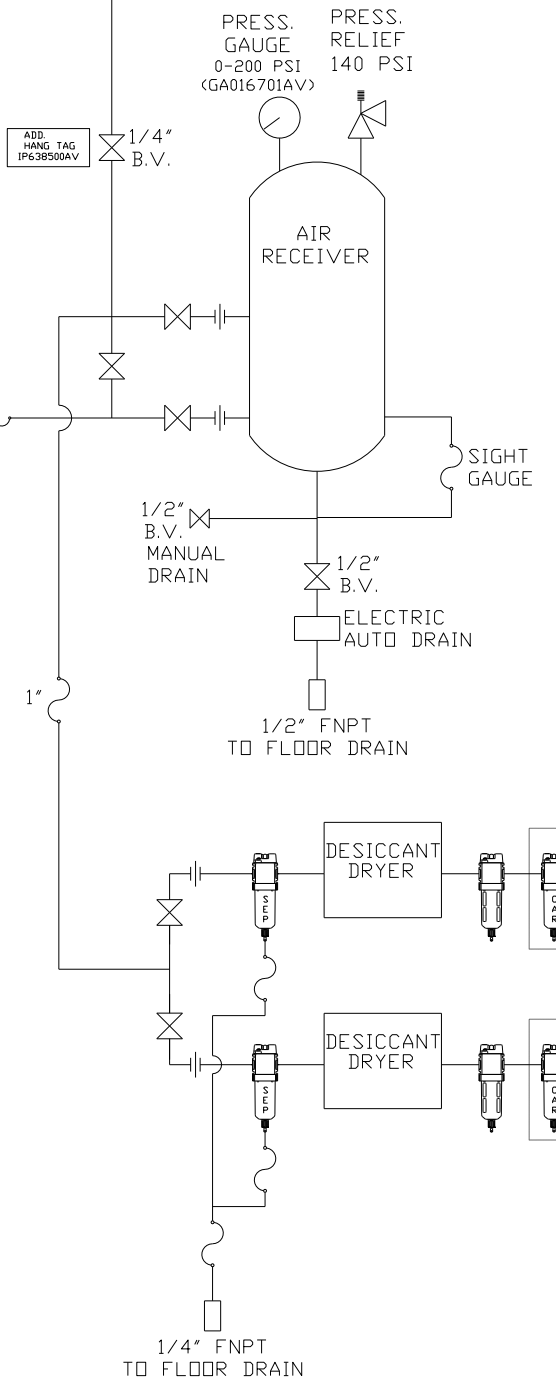 PRESS.
GAUGE
0-200 PSI
(GA016701AV)
PRESS.
RELIEF
140 PSI
ADD.
HANG TAG
IP638500AV
1/4"
B.V.
AIR
RECEIVER
SIGHT
GAUGE
1/2"
B.V.
MANUAL
DRAIN
1/2"
B.V.
ELECTRIC
AUTO DRAIN
1/2" FNPT
TO FLOOR DRAIN
1"
DESICCANT
DRYER
S
E
P
C
A
R
DESICCANT
DRYER
S
E
P
C
A
R
1/4" FNPT
TO FLOOR DRAIN